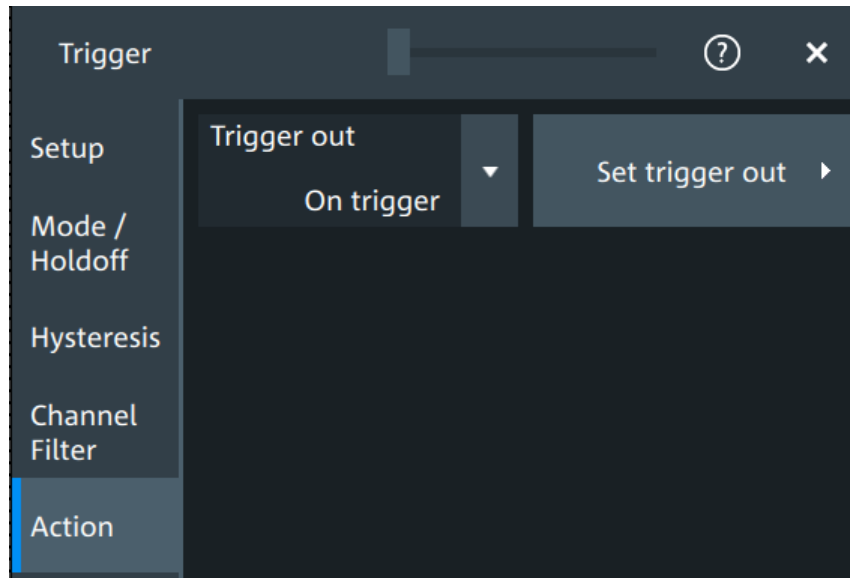 Trigger
Setup
Mode /
Holdoff
Hysteresis
Channel
Filter
Action
Trigger out
On trigger
Set trigger out